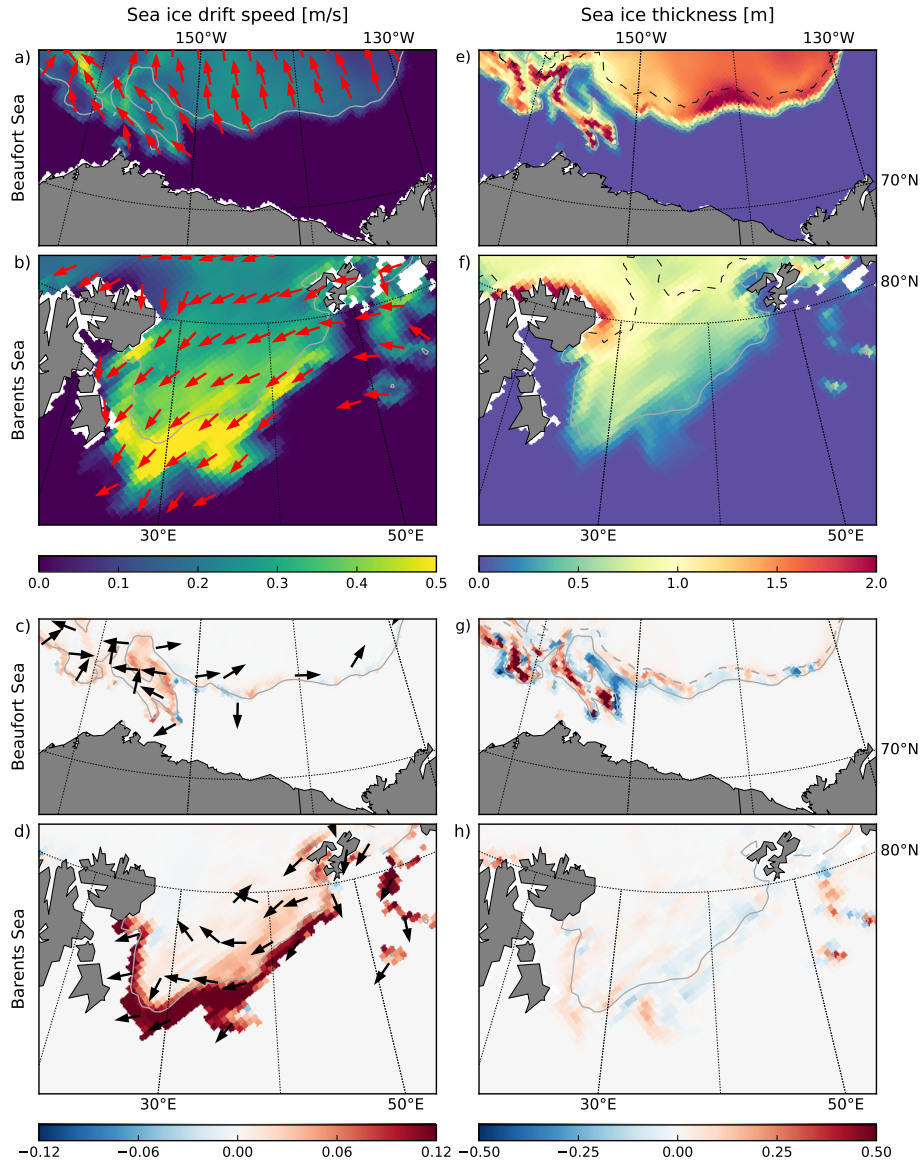 Sea ice drift speed [m/s]
Sea ice thickness [m]
150°W
130°W
150°W
130°W
a)
e)
Beaufort Sea
70°N
b)
f)
Barents Sea
80°N
30°E
50°E
30°E
50°E
0.0 0.1 0.2 0.3 0.4 0.5
0.0 0.5 1.0 1.5 2.0
c)
g)
Beaufort Sea
70°N
d)
h)
Barents Sea
80°N
30°E
50°E
30°E
50°E
−0.12 −0.06 0.00 0.06 0.12
−0.50 −0.25 0.00 0.25 0.50